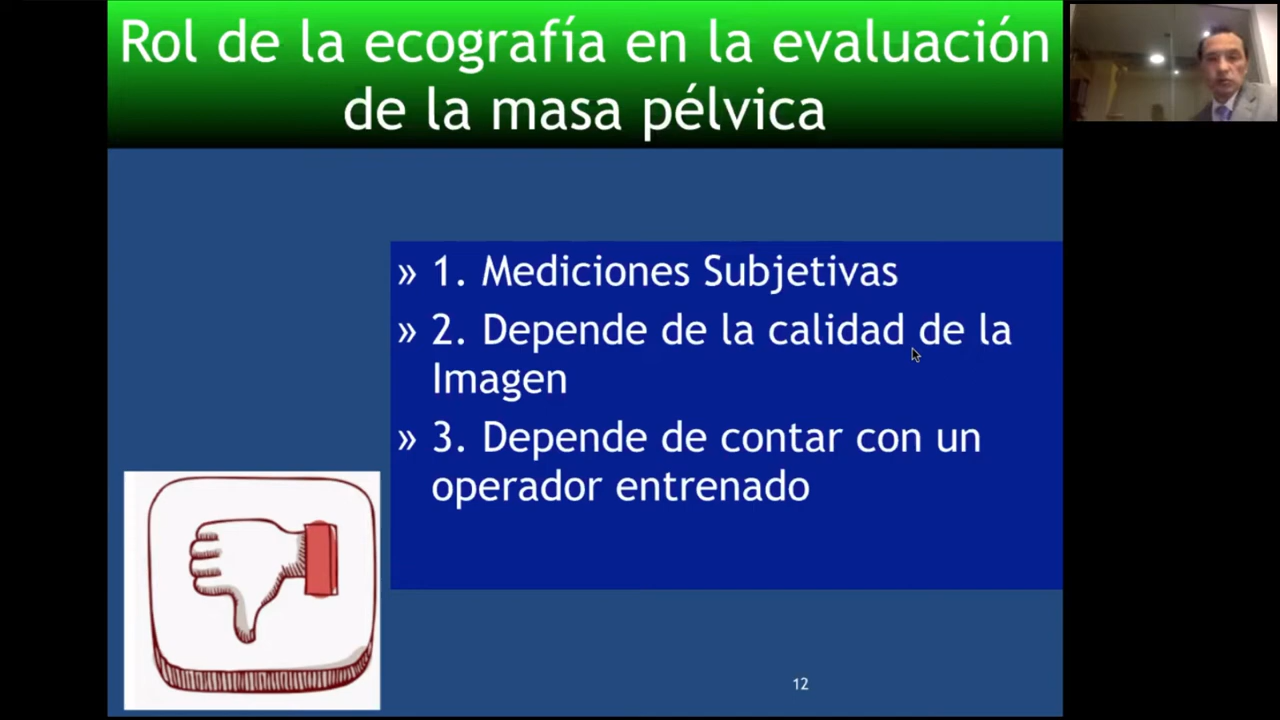 Rol de la ecografía en la evaluación
de la masa pélvica
» 1. Mediciones Subjetivas
» 2. Depende de la calidad de la
Imagen
» 3. Depende de contar con un
operador entrenado
12